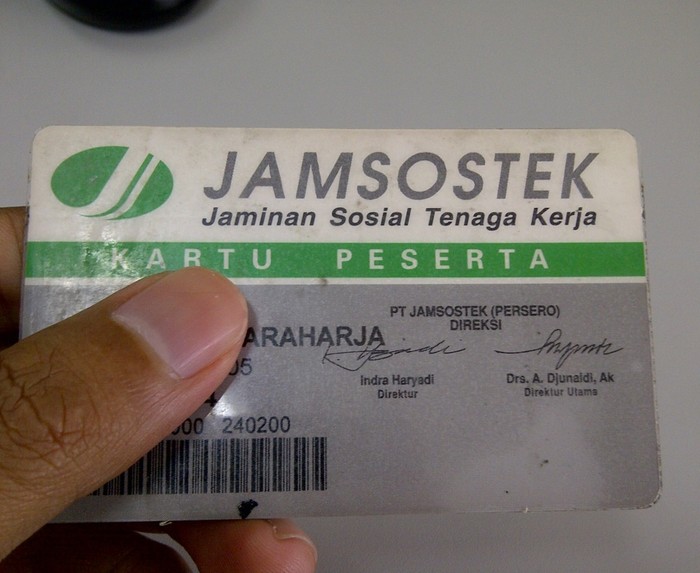 JAMSOSTEK
Jaminan Sosial Tenaga Kerja
KARTU PESERTA
PT JAMSOSTEK (PERSERO)
DIREKSI
ARAHARJA
05
Indra Haryadi
Drs. A. Djunaidi, Ak
Direktur
Direktur Utama
4
000 240200